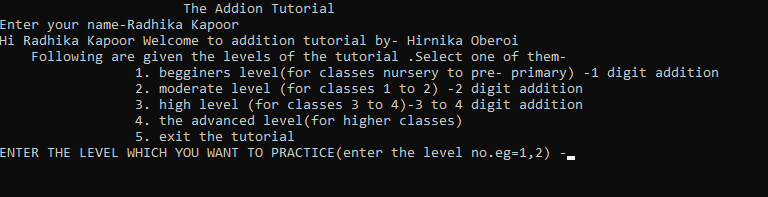 The Addion Tutorial
Enter your name-Radhika Kapoor
Hi Radhika Kapoor Welcome to addition tutorial by- Hirnika Oberoi
Following are given the levels of the tutorial .Select one of them-
1. begginers level(for classes nursery to pre- primary) -1 digit addition
2. moderate level (for classes 1 to 2) -2 digit addition
3. high level (for classes 3 to 4)-3 to 4 digit addition
4. the advanced level(for higher classes)
5. exit the tutorial
ENTER THE LEVEL WHICH YOU WANT TO PRACTICE(enter the level no.eg=1,2) -